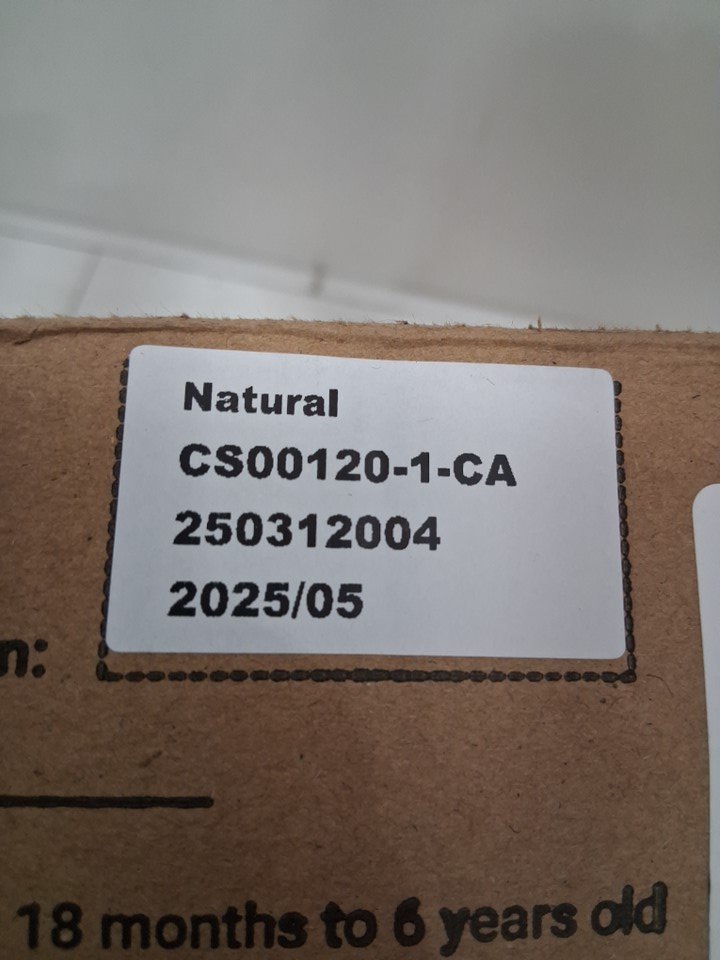 Natural
CS00120-1-CA
250312004
2025/05
n:
18 months to 6 years old